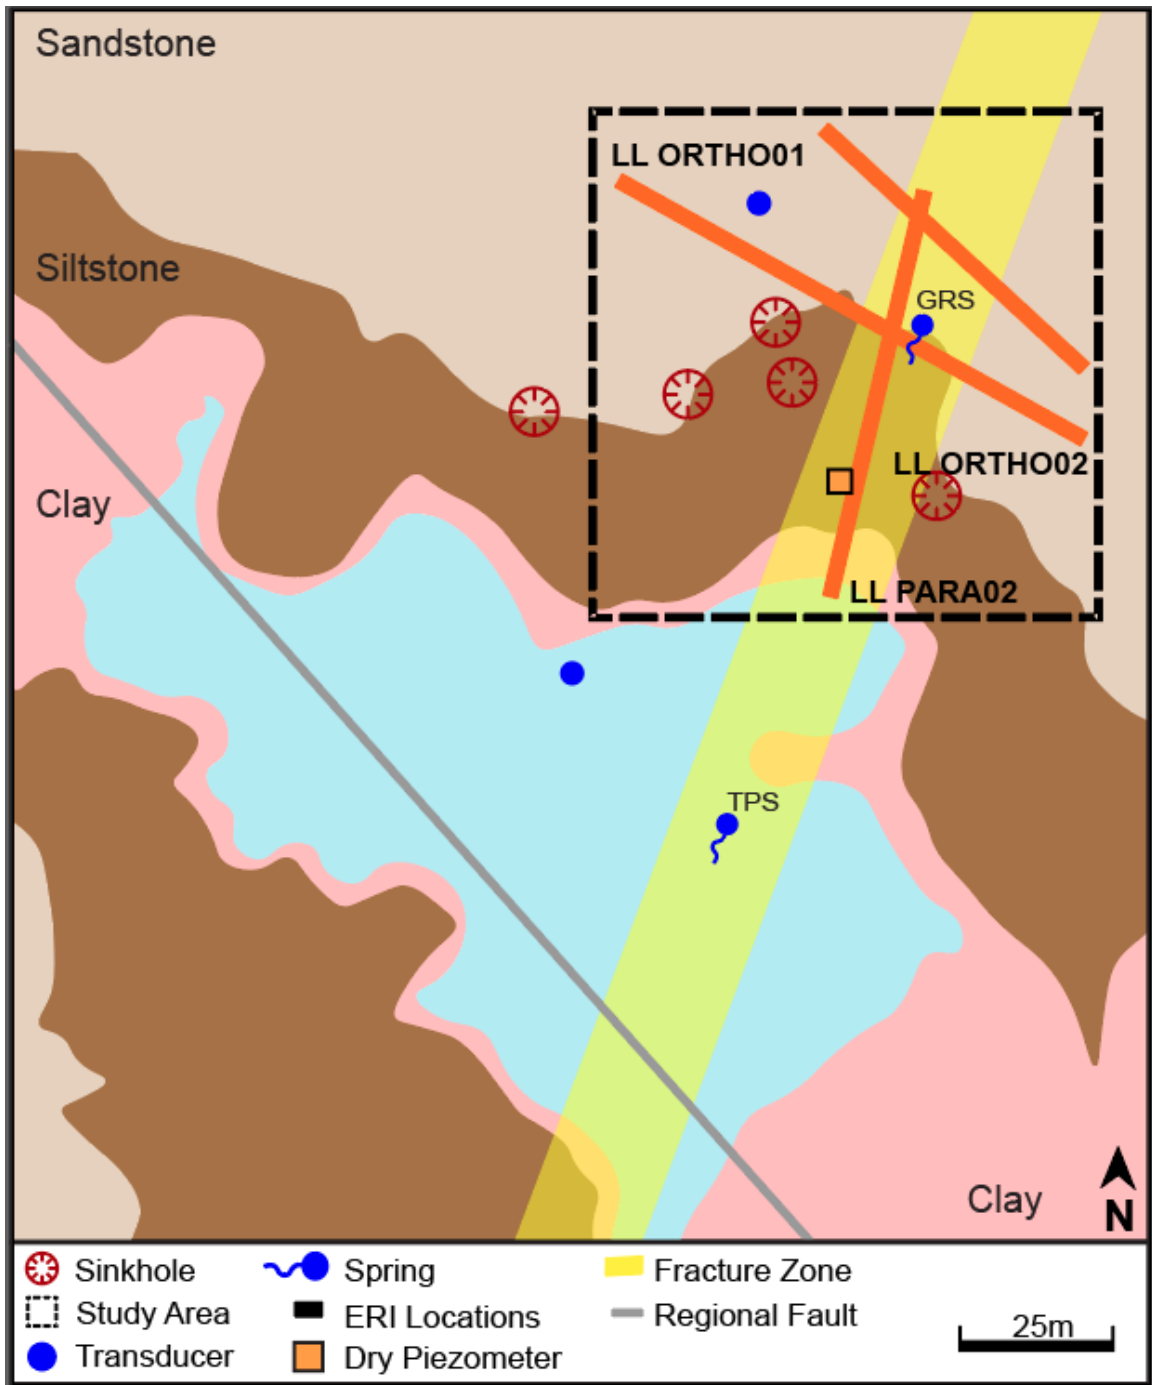 Sandstone
LL ORTHO01
Siltstone
GRS
LL ORTHO02
Clay
LL PARA02
TPS
Clay
N
Sinkhole
Spring
Fracture Zone
Study Area
ERI Locations
Regional Fault
25m
Transducer
Dry Piezometer